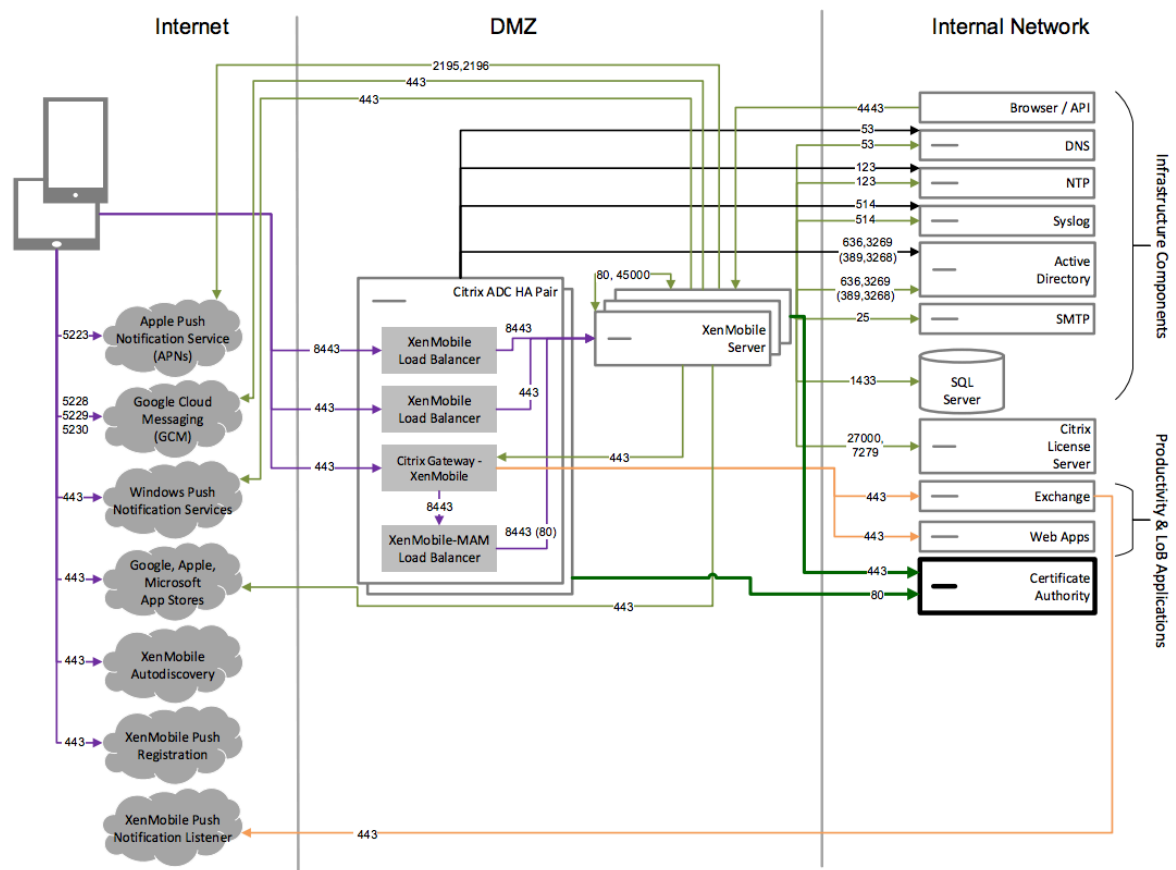 Internet
DMZ
Internal Network
2195,2196
443
443
4443
Browser / API
53
53
DNS
123
123
NTP
514
514
Syslog
636,3269
(389,3268)
636,3269
(389,3268)
Active
Directory
25
SMTP
1433
SQL
Server
27000,
7279
Citrix
License
Server
443
Exchange
443
Web Apps
443
80
Certificate
Authority
Infrastructure Components
Productivity & LoB
Applications
80, 45000
Citrix ADC HA Pair
XenMobile
Server
XenMobile
Load Balancer
8443
8443
XenMobile
Load Balancer
443
443
Citrix Gateway -
XenMobile
443
443
8443
XenMobile-MAM
Load Balancer
8443 (80)
443
5223
Apple Push
Notification Service
(APNs)
5228
5229
5230
Google Cloud
Messaging
(GCM)
443
Windows Push
Notification Services
443
Google, Apple,
Microsoft
App Stores
443
XenMobile
Autodiscovery
443
XenMobile Push
Registration
XenMobile Push
Notification Listener
443